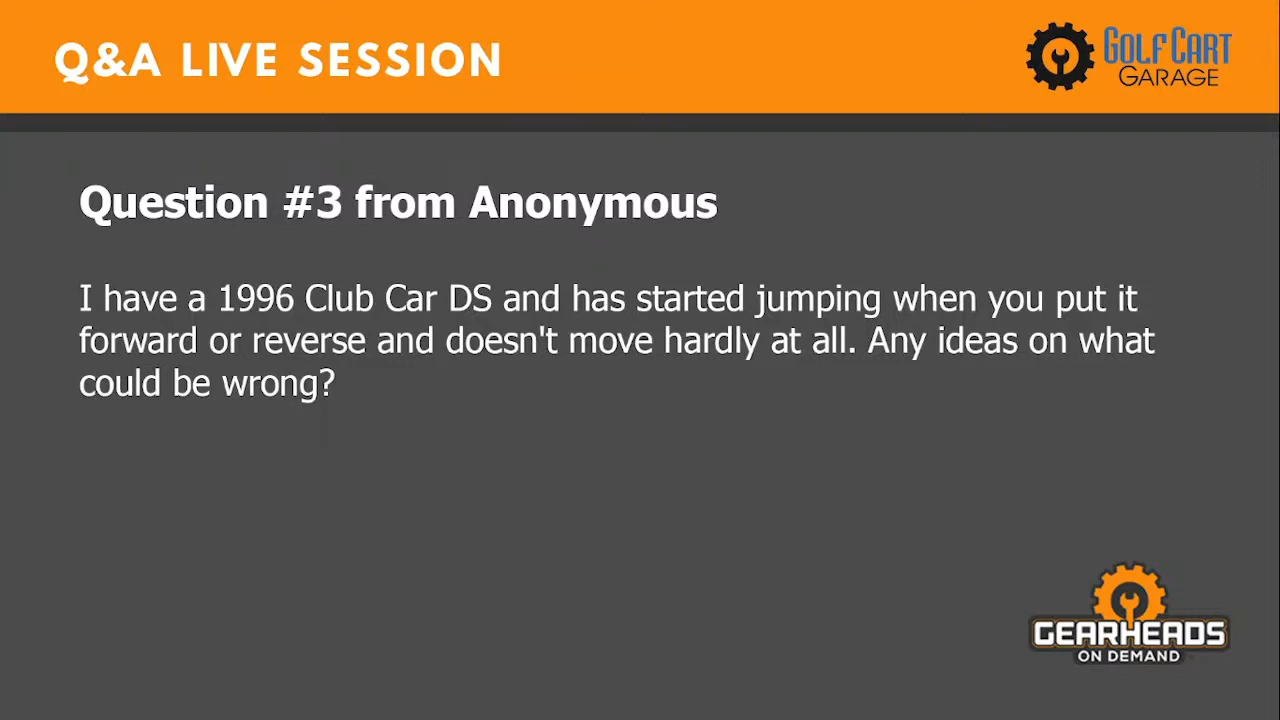 Q&A LIVE SESSION
GOLF CART
GARAGE
Question #3 from Anonymous
I have a 1996 Club Car DS and has started jumping when you put it
forward or reverse and doesn't move hardly at all. Any ideas on what
could be wrong?
GEARHEADS
ON DEMAND